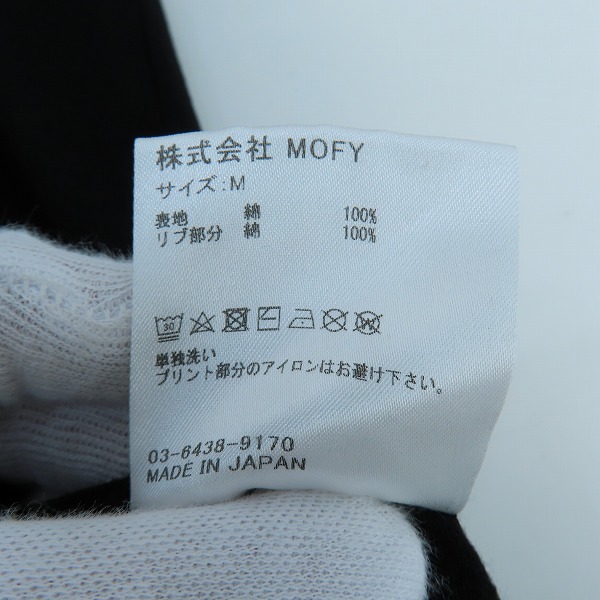 株式会社 MOFY
サイズ:M
表地 綿 100%
リブ部分 綿 100%
30
単独洗い
プリント部分のアイロンはお避け下さい。
03-6438-9170
MADE IN JAPAN